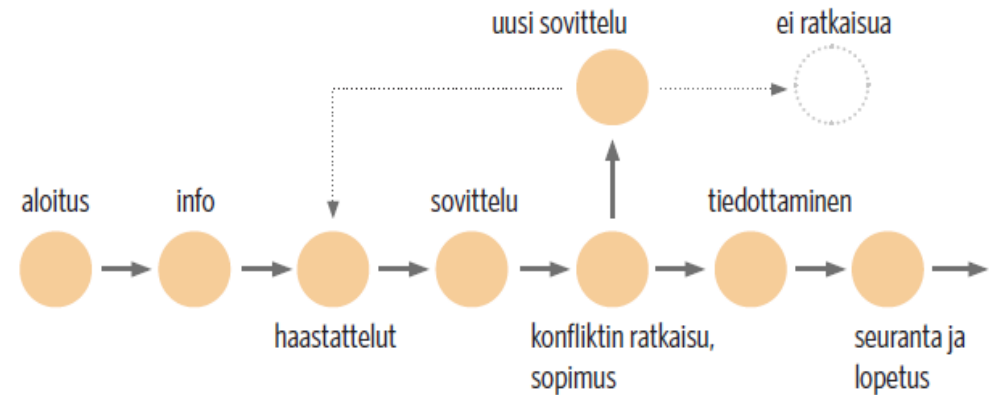 uusi sovittelu
ei ratkaisua
aloitus
info
sovittelu
tiedottaminen
haastattelut
konfliktin ratkaisu,
sopimus
seuranta ja
lopetus